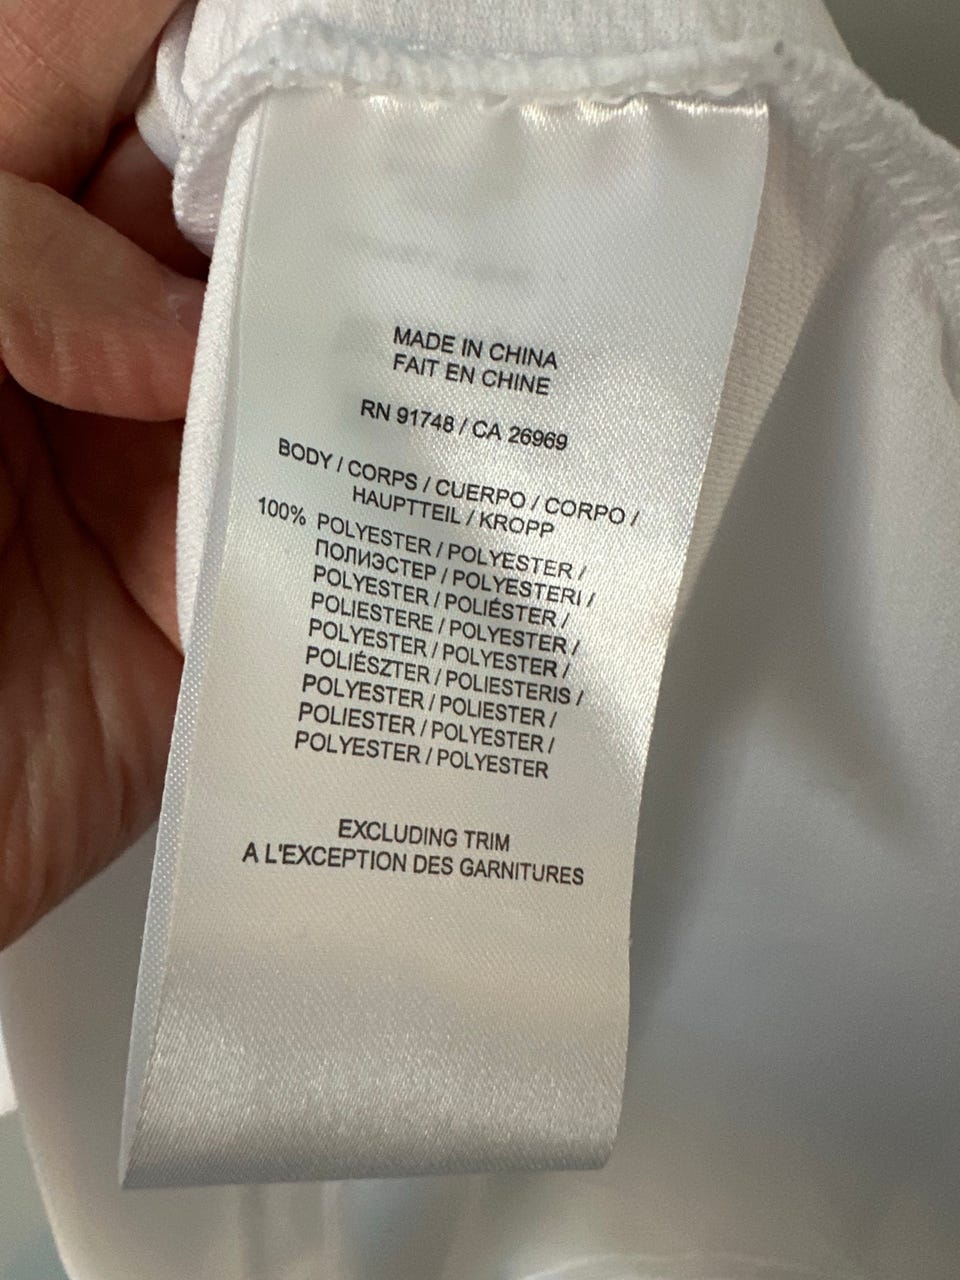 MADE IN CHINA
FAIT EN CHINE
RN 91748 / CA 26969
BODY / CORPS / CUERPO / CORPO /
HAUPTTEIL / KROPP
100% POLYESTER / POLYESTER /
ПОЛИЭСТЕР / POLYESTERI /
POLYESTER / POLIÉSTER /
POLIESTERE / POLYESTER /
POLYESTER / POLYESTER /
POLIÉSZTER / POLIESTERIS /
POLYESTER / POLIESTER /
POLIESTER / POLYESTER /
POLYESTER / POLYESTER
EXCLUDING TRIM
A L'EXCEPTION DES GARNITURES